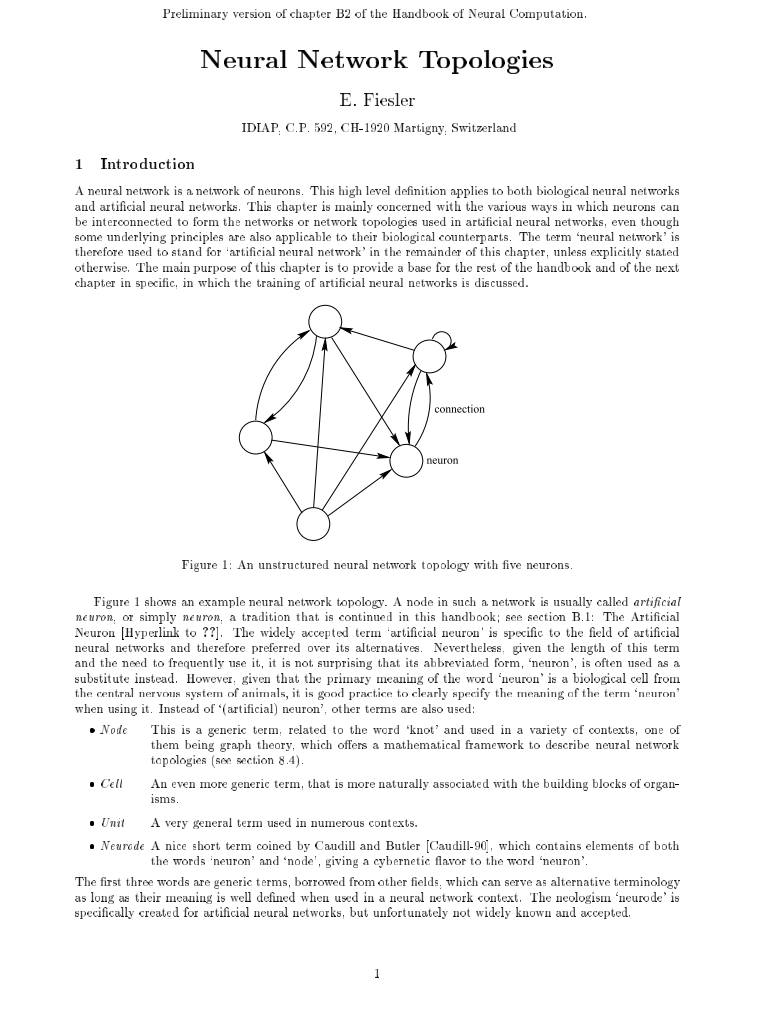 Preliminary version of chapter B2 of the Handbook of Neural Computation.
Neural Network Topologies
E. Fiesler
IDIAP, C.P. 592, CH-1920 Martigny, Switzerland
1 Introduction
A neural network is a network of neurons. This high level definition applies to both biological neural networks
and artificial neural networks. This chapter is mainly concerned with the various ways in which neurons can
be interconnected to form the networks or network topologies used in artificial neural networks, even though
some underlying principles are also applicable to their biological counterparts. The term ‘neural network’ is
therefore used to stand for ‘artificial neural network’ in the remainder of this chapter, unless explicitly stated
otherwise. The main purpose of this chapter is to provide a base for the rest of the handbook and of the next
chapter in specific, in which the training of artificial neural networks is discussed.
connection
neuron
Figure 1: An unstructured neural network topology with five neurons.
Figure 1 shows an example neural network topology. A node in such a network is usually called artificial
neuron, or simply neuron, a tradition that is continued in this handbook; see section B.1: The Artificial
Neuron [Hyperlink to ??]. The widely accepted term ‘artificial neuron’ is specific to the field of artificial
neural networks and therefore preferred over its alternatives. Nevertheless, given the length of this term
and the need to frequently use it, it is not surprising that its abbreviated form, ‘neuron’, is often used as a
substitute instead. However, given that the primary meaning of the word ‘neuron’ is a biological cell from
the central nervous system of animals, it is good practice to clearly specify the meaning of the term ‘neuron’
when using it. Instead of ‘(artificial) neuron’, other terms are also used:
• Node This is a generic term, related to the word ‘knot’ and used in a variety of contexts, one of
them being graph theory, which offers a mathematical framework to describe neural network
topologies (see section 8.4).
• Cell An even more generic term, that is more naturally associated with the building blocks of organ-
isms.
• Unit A very general term used in numerous contexts.
• Neurode A nice short term coined by Caudill and Butler [Caudill-90], which contains elements of both
the words ‘neuron’ and ‘node’, giving a cybernetic flavor to the word ‘neuron’.
The first three words are generic terms, borrowed from other fields, which can serve as alternative terminology
as long as their meaning is well defined when used in a neural network context. The neologism ‘neurode’ is
specifically created for artificial neural networks, but unfortunately not widely known and accepted.
1